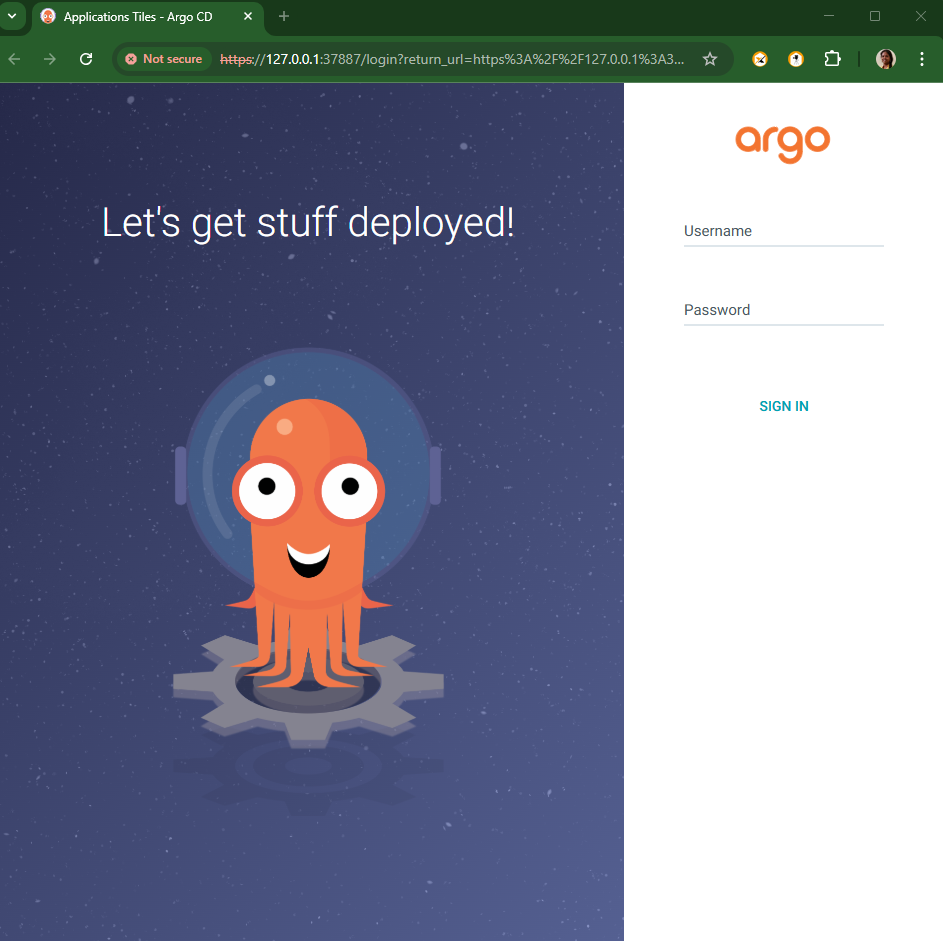 Applications Tiles - Argo CD
Not secure
https://127.0.0.1:37887/login?return_url=https%3A%2F%2F127.0.0.1%3A3...
argo
Let's get stuff deployed!
Username
Password
SIGN IN